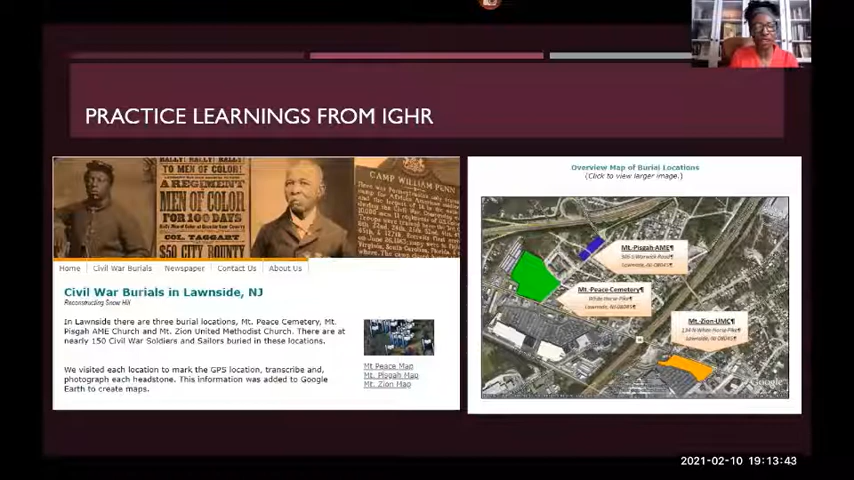 PRACTICE LEARNINGS FROM IGHR
RALLY! RALLY! RALLY!
TO MEN OF COLOR
A REGIMENT
MEN OF COLOR
FOR 100 DAYS
COL. TAGGART
$50 CITY BOUNTY
CAMP WILLIAM PENN
Home
Civil War Burials
Newspaper
Contact Us
About Us
Civil War Burials in Lawnside, NJ
Reconstructing Snow Hill
In Lawnside there are three burial locations, Mt. Peace Cemetery, Mt.
Pisgah AME Church and Mt. Zion United Methodist Church. There are at
nearly 150 Civil War Soldiers and Sailors buried in these locations.
We visited each location to mark the GPS location, transcribe and,
photograph each headstone. This information was added to Google
Earth to create maps.
Mt Peace Map
Mt. Pisgah Map
Mt. Zion Map
Overview Map of Burial Locations
(Click to view larger image.)
Mt.-Pisgah-AME¶
Mt.-Peace-Cemetery¶
White Horse Pike¶
Mt.-Zion-UMC¶
Google
2021-02-10 19:13:43